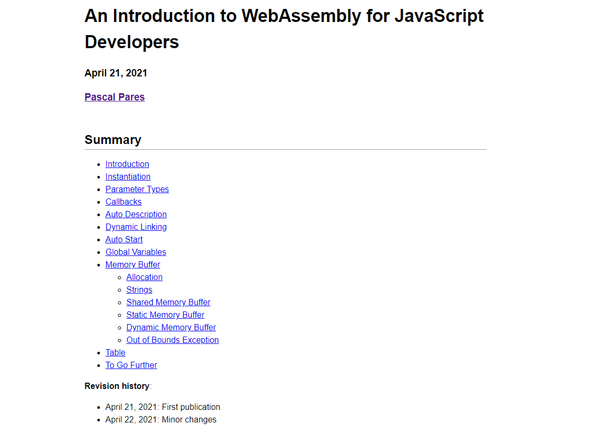 An Introduction to WebAssembly for JavaScript
Developers
April 21, 2021
Pascal Pares
Summary
Introduction
Instantiation
Parameter Types
Callbacks
Auto Description
Dynamic Linking
Auto Start
Global Variables
Memory Buffer
Allocation
Strings
Shared Memory Buffer
Static Memory Buffer
Dynamic Memory Buffer
Out of Bounds Exception
Table
To Go Further
Revision history:
April 21, 2021: First publication
April 22, 2021: Minor changes